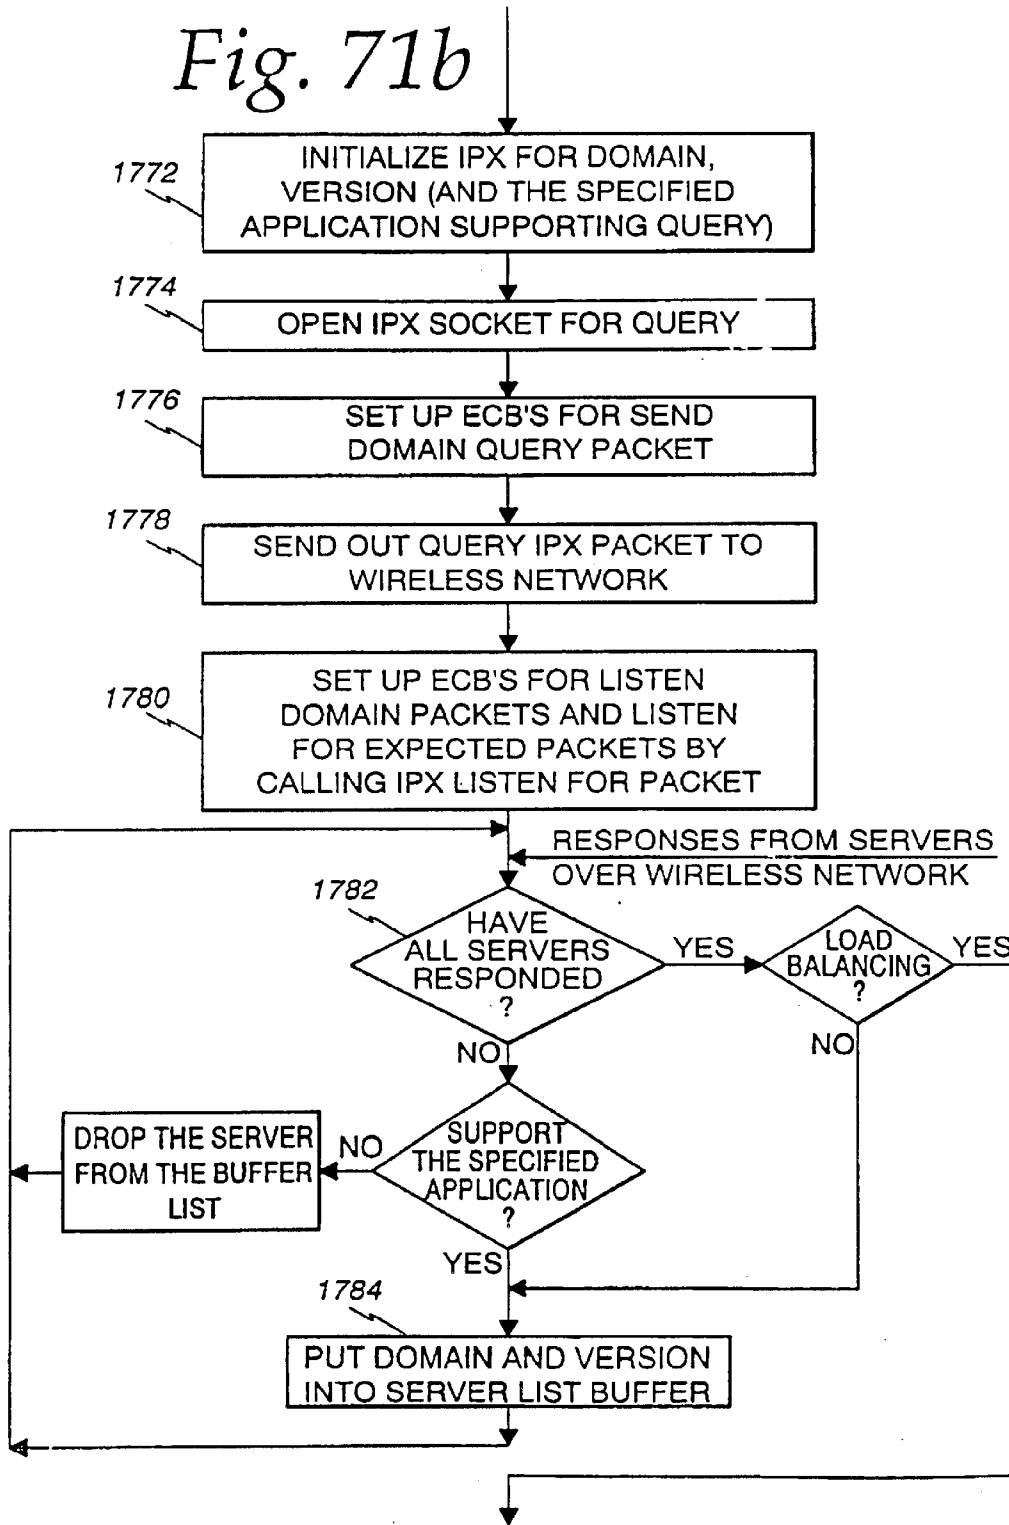 Fig. 71b
1772
INITIALIZE IPX FOR DOMAIN,
VERSION (AND THE SPECIFIED
APPLICATION SUPPORTING QUERY)
1774
OPEN IPX SOCKET FOR QUERY
1776
SET UP ECB'S FOR SEND
DOMAIN QUERY PACKET
1778
SEND OUT QUERY IPX PACKET TO
WIRELESS NETWORK
1780
SET UP ECB'S FOR LISTEN
DOMAIN PACKETS AND LISTEN
FOR EXPECTED PACKETS BY
CALLING IPX LISTEN FOR PACKET
RESPONSES FROM SERVERS
OVER WIRELESS NETWORK
1782
HAVE
ALL SERVERS
RESPONDED
?
YES
LOAD
BALANCING
?
YES
NO
NO
SUPPORT
THE SPECIFIED
APPLICATION
?
NO
DROP THE SERVER
FROM THE BUFFER
LIST
YES
1784
PUT DOMAIN AND VERSION
INTO SERVER LIST BUFFER